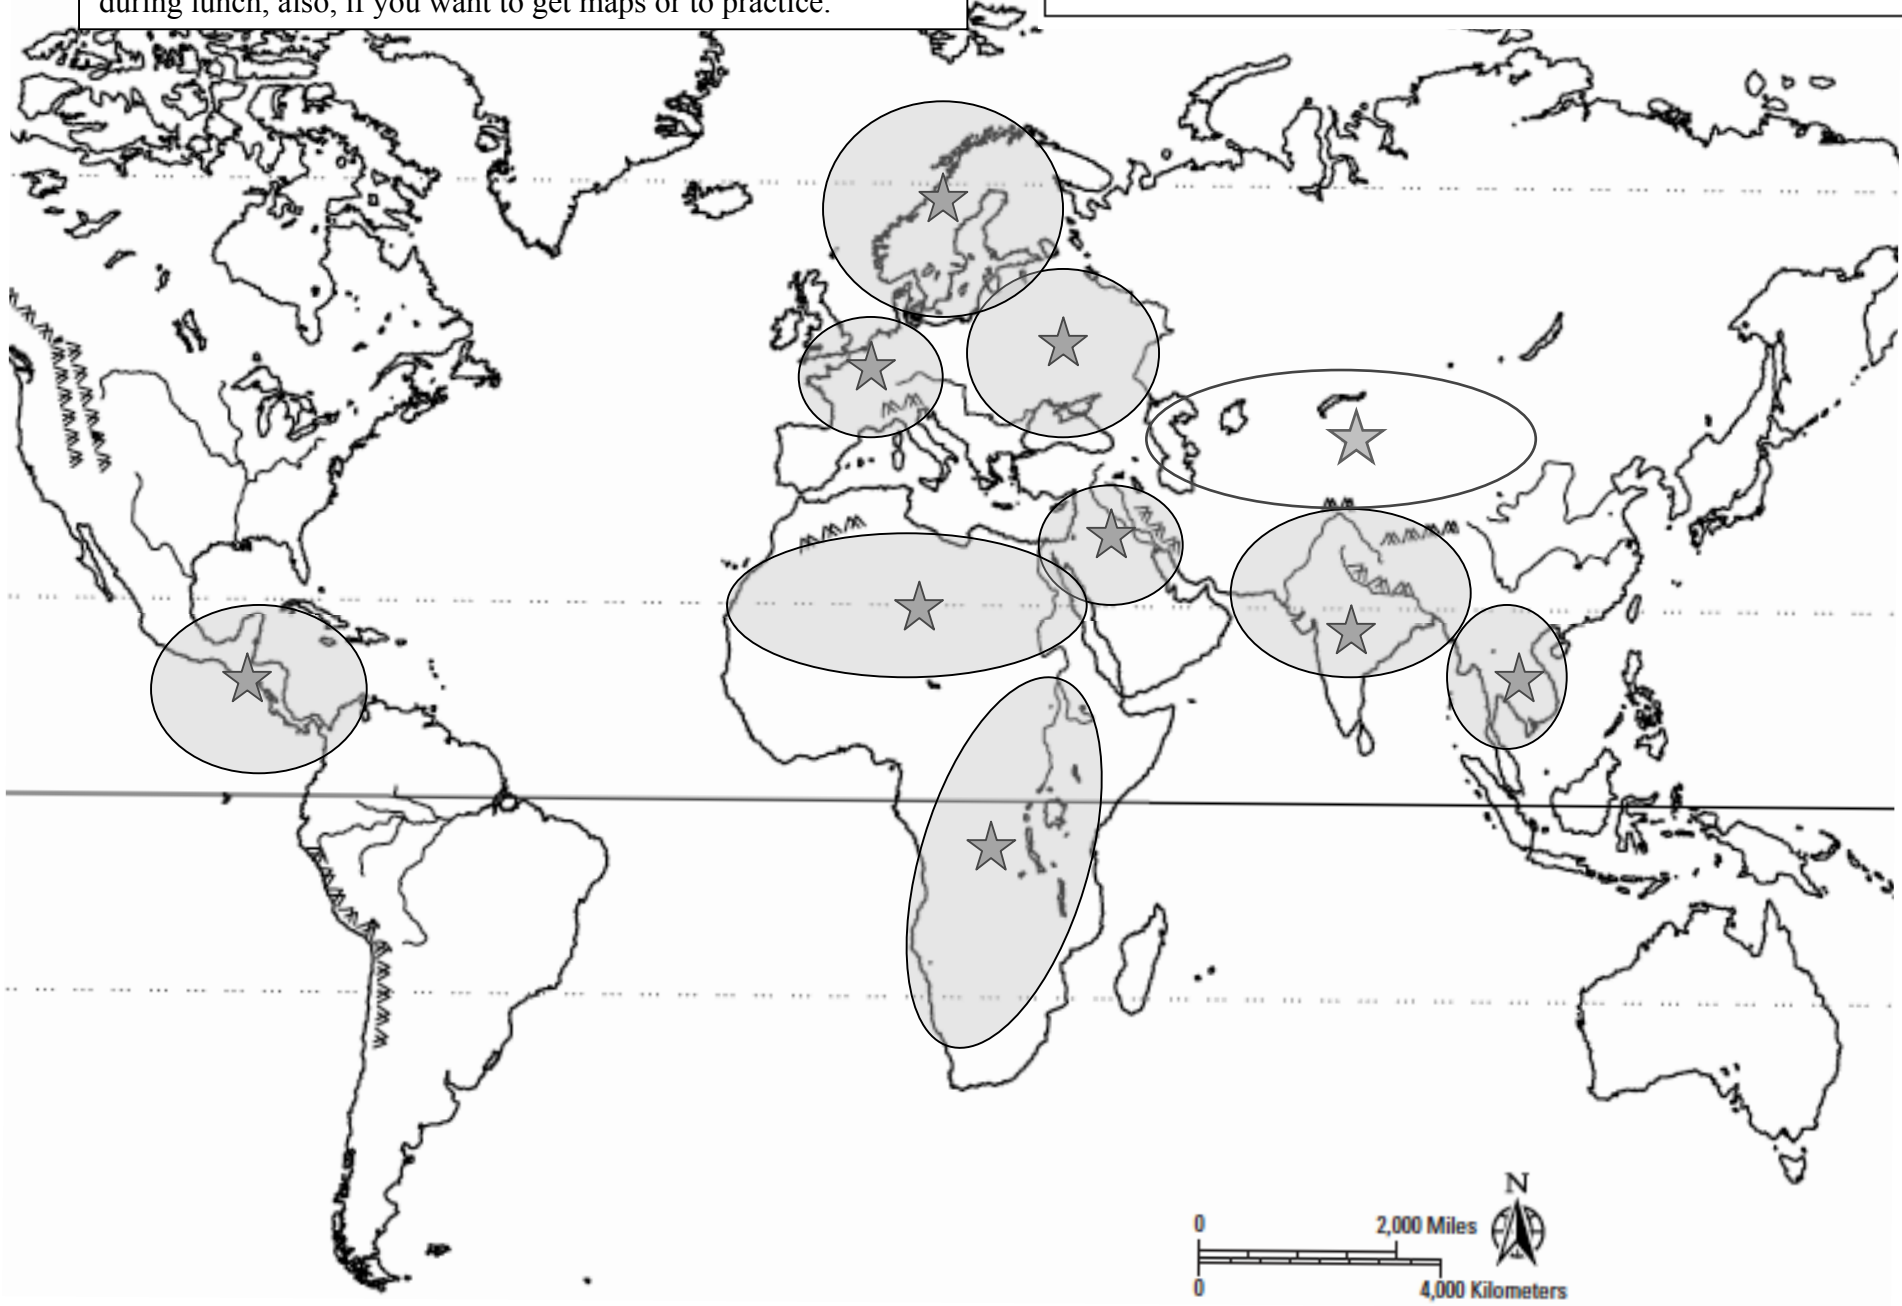 during lunch, also, if you want to get maps or to practice.
N
0 2,000 Miles
0 4,000 Kilometers